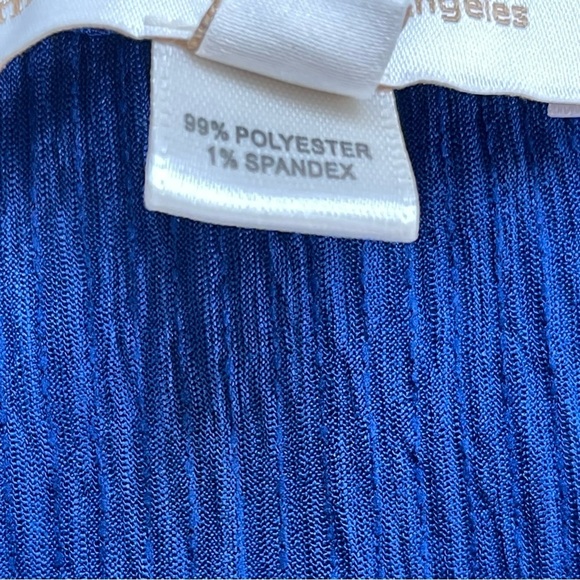 ngeles
99% POLYESTER
1% SPANDEX